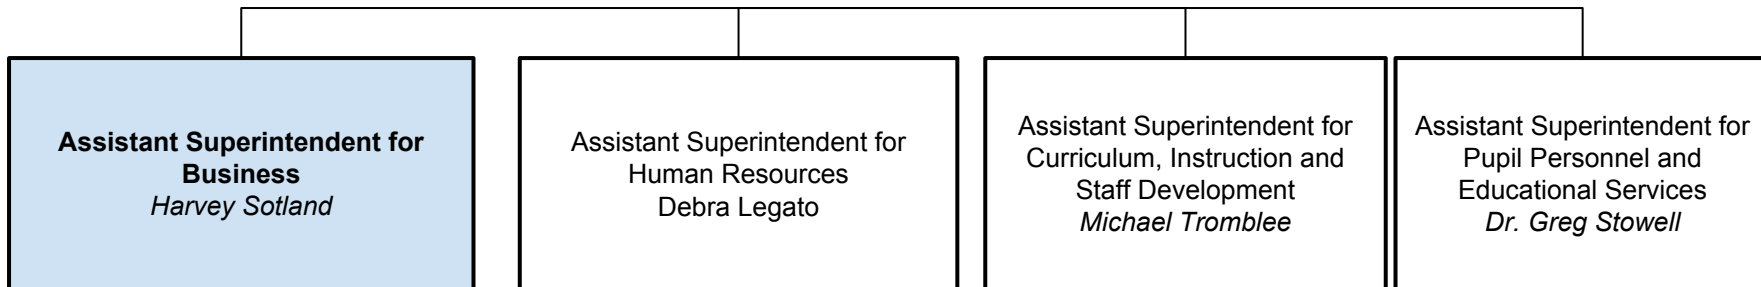 Assistant Superintendent for
Business
Harvey Sotland
Assistant Superintendent for
Human Resources
Debra Legato
Assistant Superintendent for
Curriculum, Instruction and
Staff Development
Michael Tromblee
Assistant Superintendent for
Pupil Personnel and
Educational Services
Dr. Greg Stowell